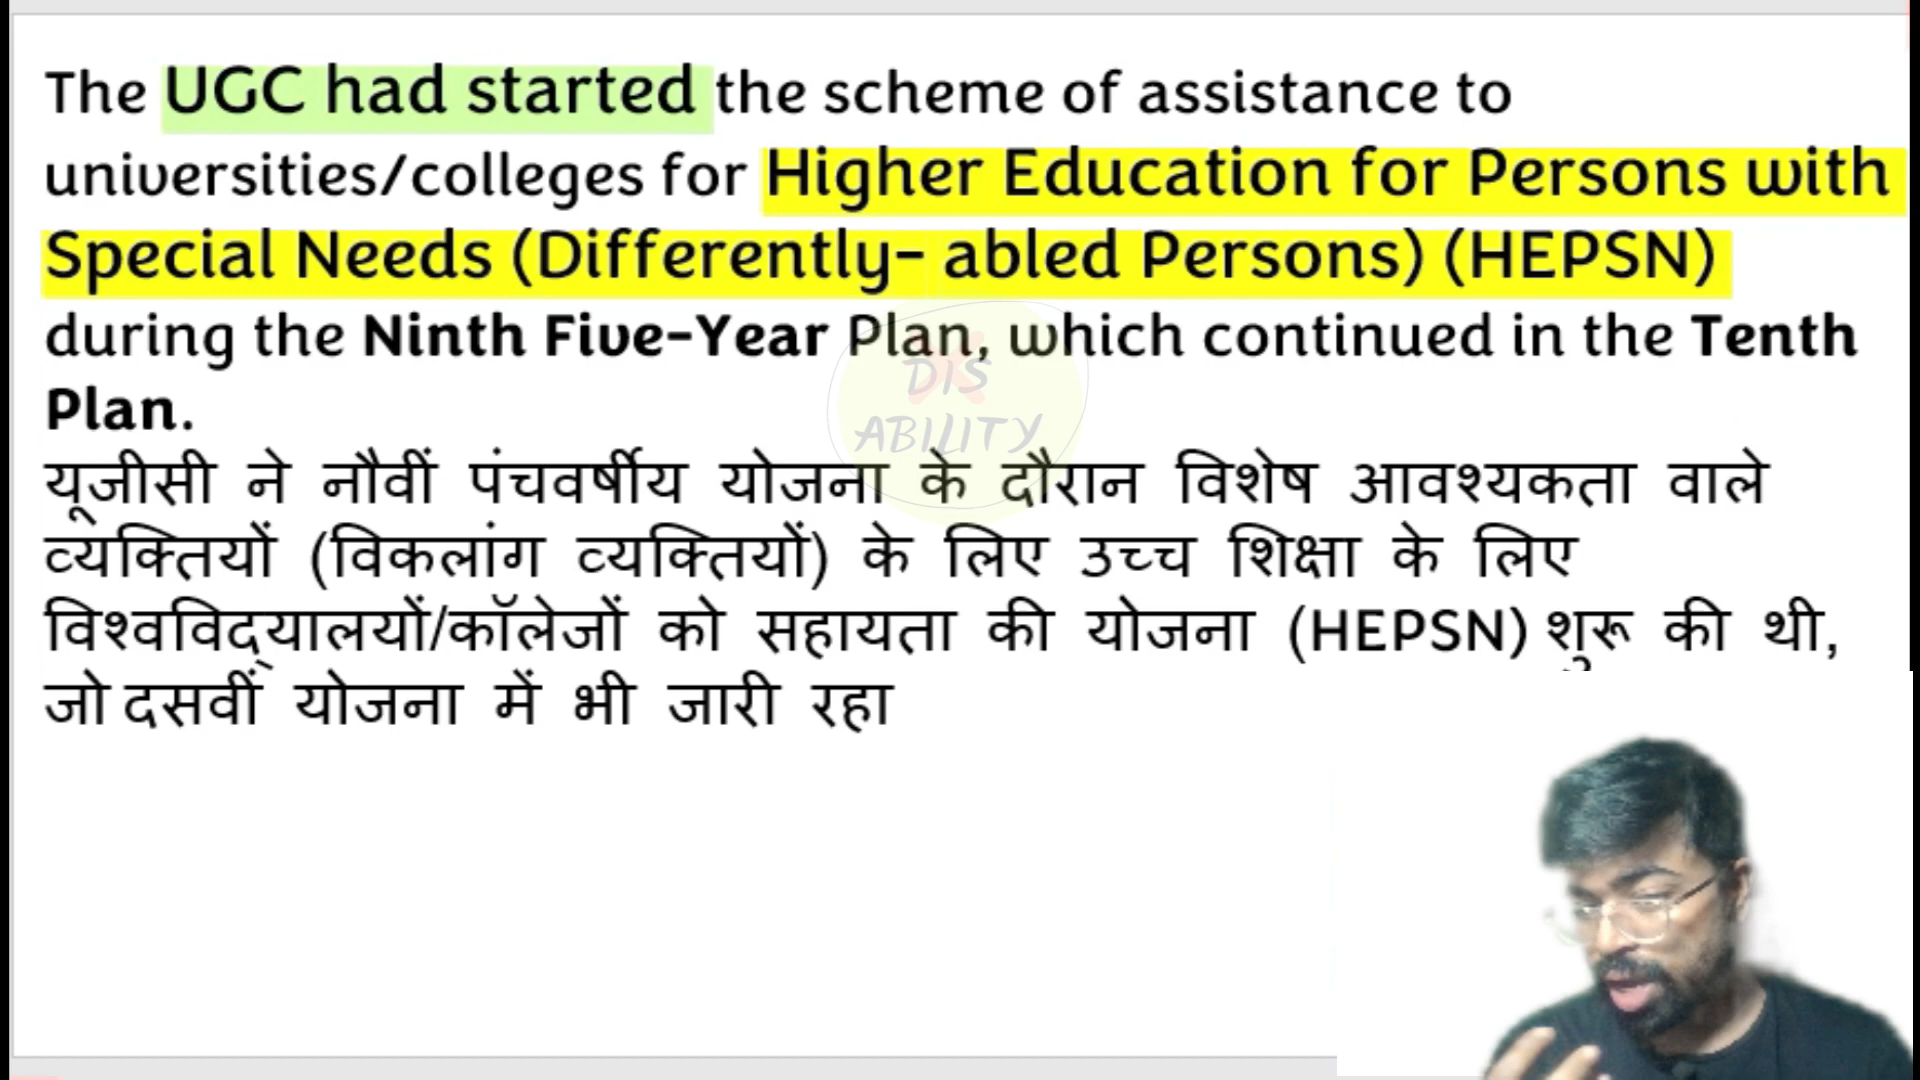 The UGC had started the scheme of assistance to
universities/colleges for Higher Education for Persons with
Special Needs (Differently- abled Persons) (HEPSN)
during the Ninth Five-Year Plan, which continued in the Tenth
Plan.
DIS
ABILITY
यूजीसी ने नौवीं पंचवर्षीय योजना के दौरान विशेष आवश्यकता वाले
व्यक्तियों (विकलांग व्यक्तियों) के लिए उच्च शिक्षा के लिए
विश्वविद्यालयों/कॉलेजों को सहायता की योजना (HEPSN) शुरू की थी,
जो दसवीं योजना में भी जारी रहा